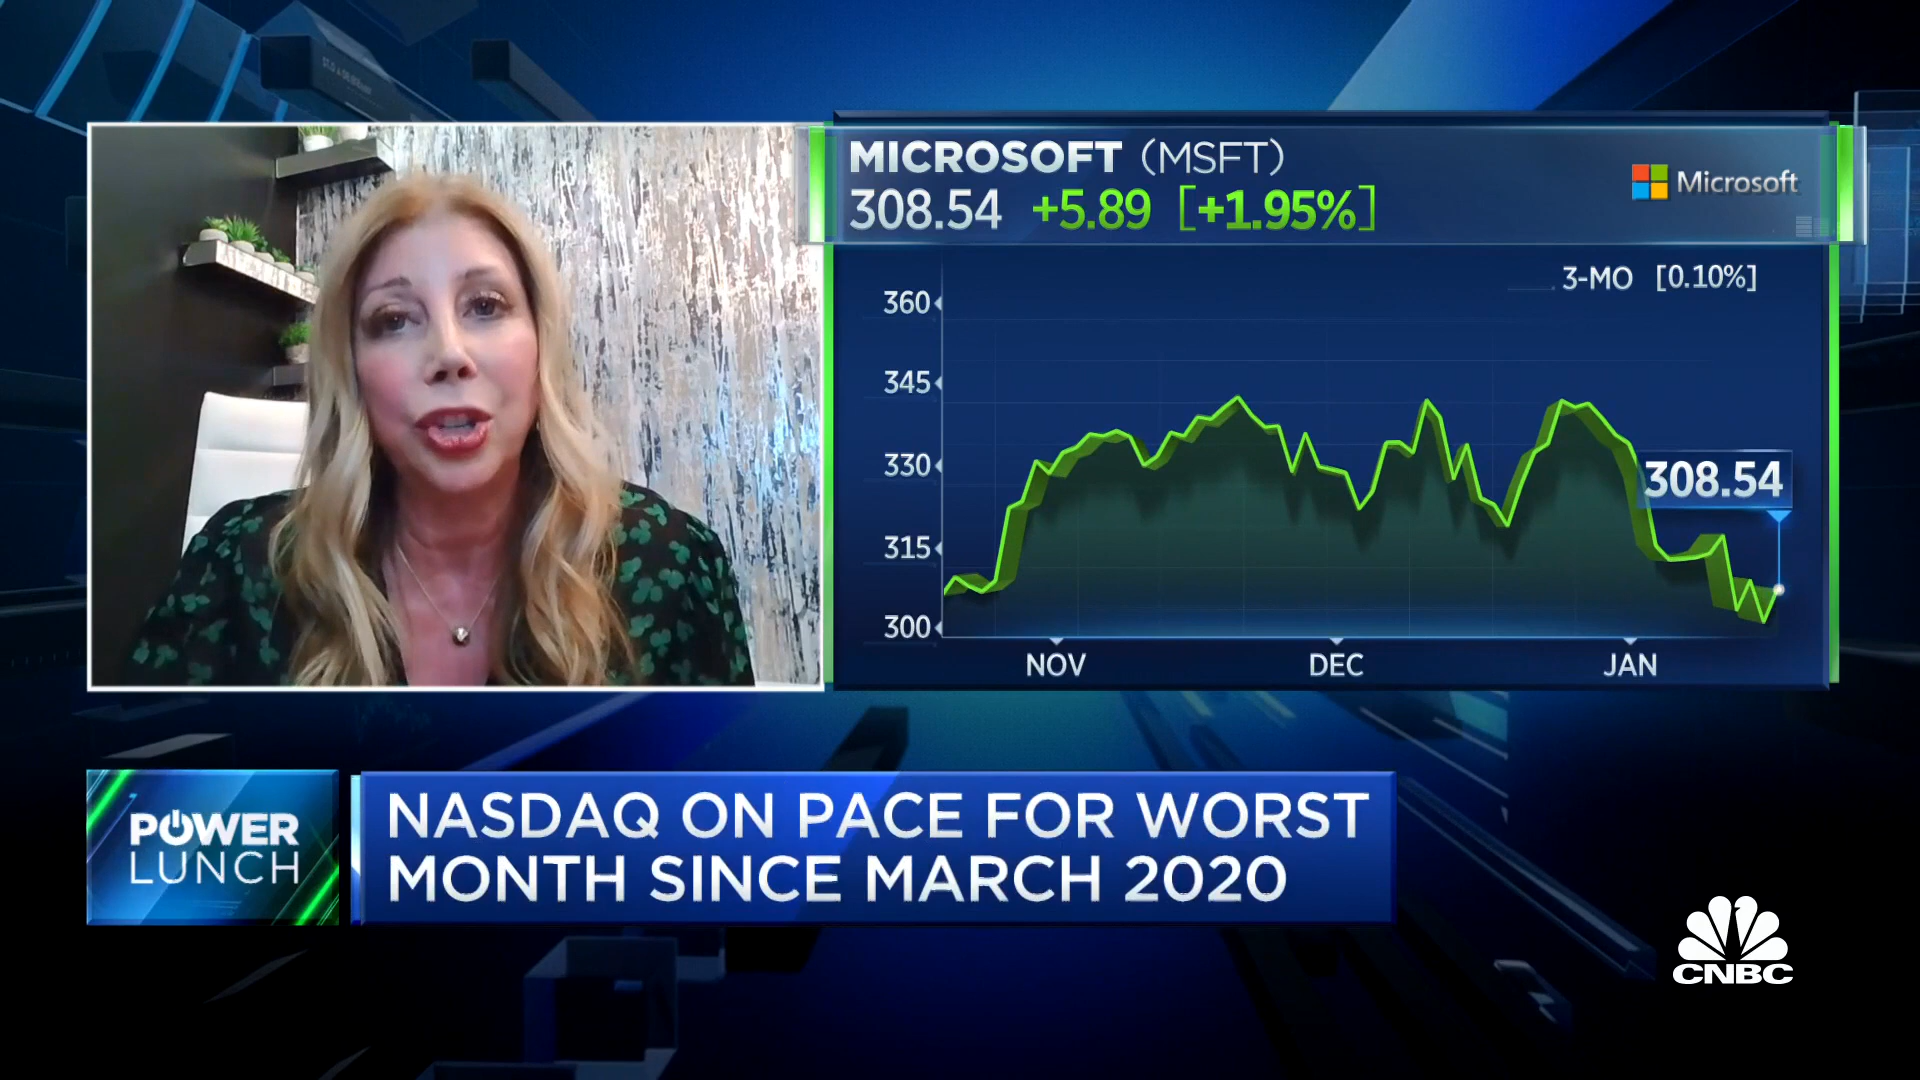 MICROSOFT (MSFT)
308.54 +5.89 [+1.95%]
Microsoft
3-MO [0.10%]
360
345
330
315
300
308.54
NOV DEC JAN
POWER
LUNCH
NASDAQ ON PACE FOR WORST
MONTH SINCE MARCH 2020
CNBC